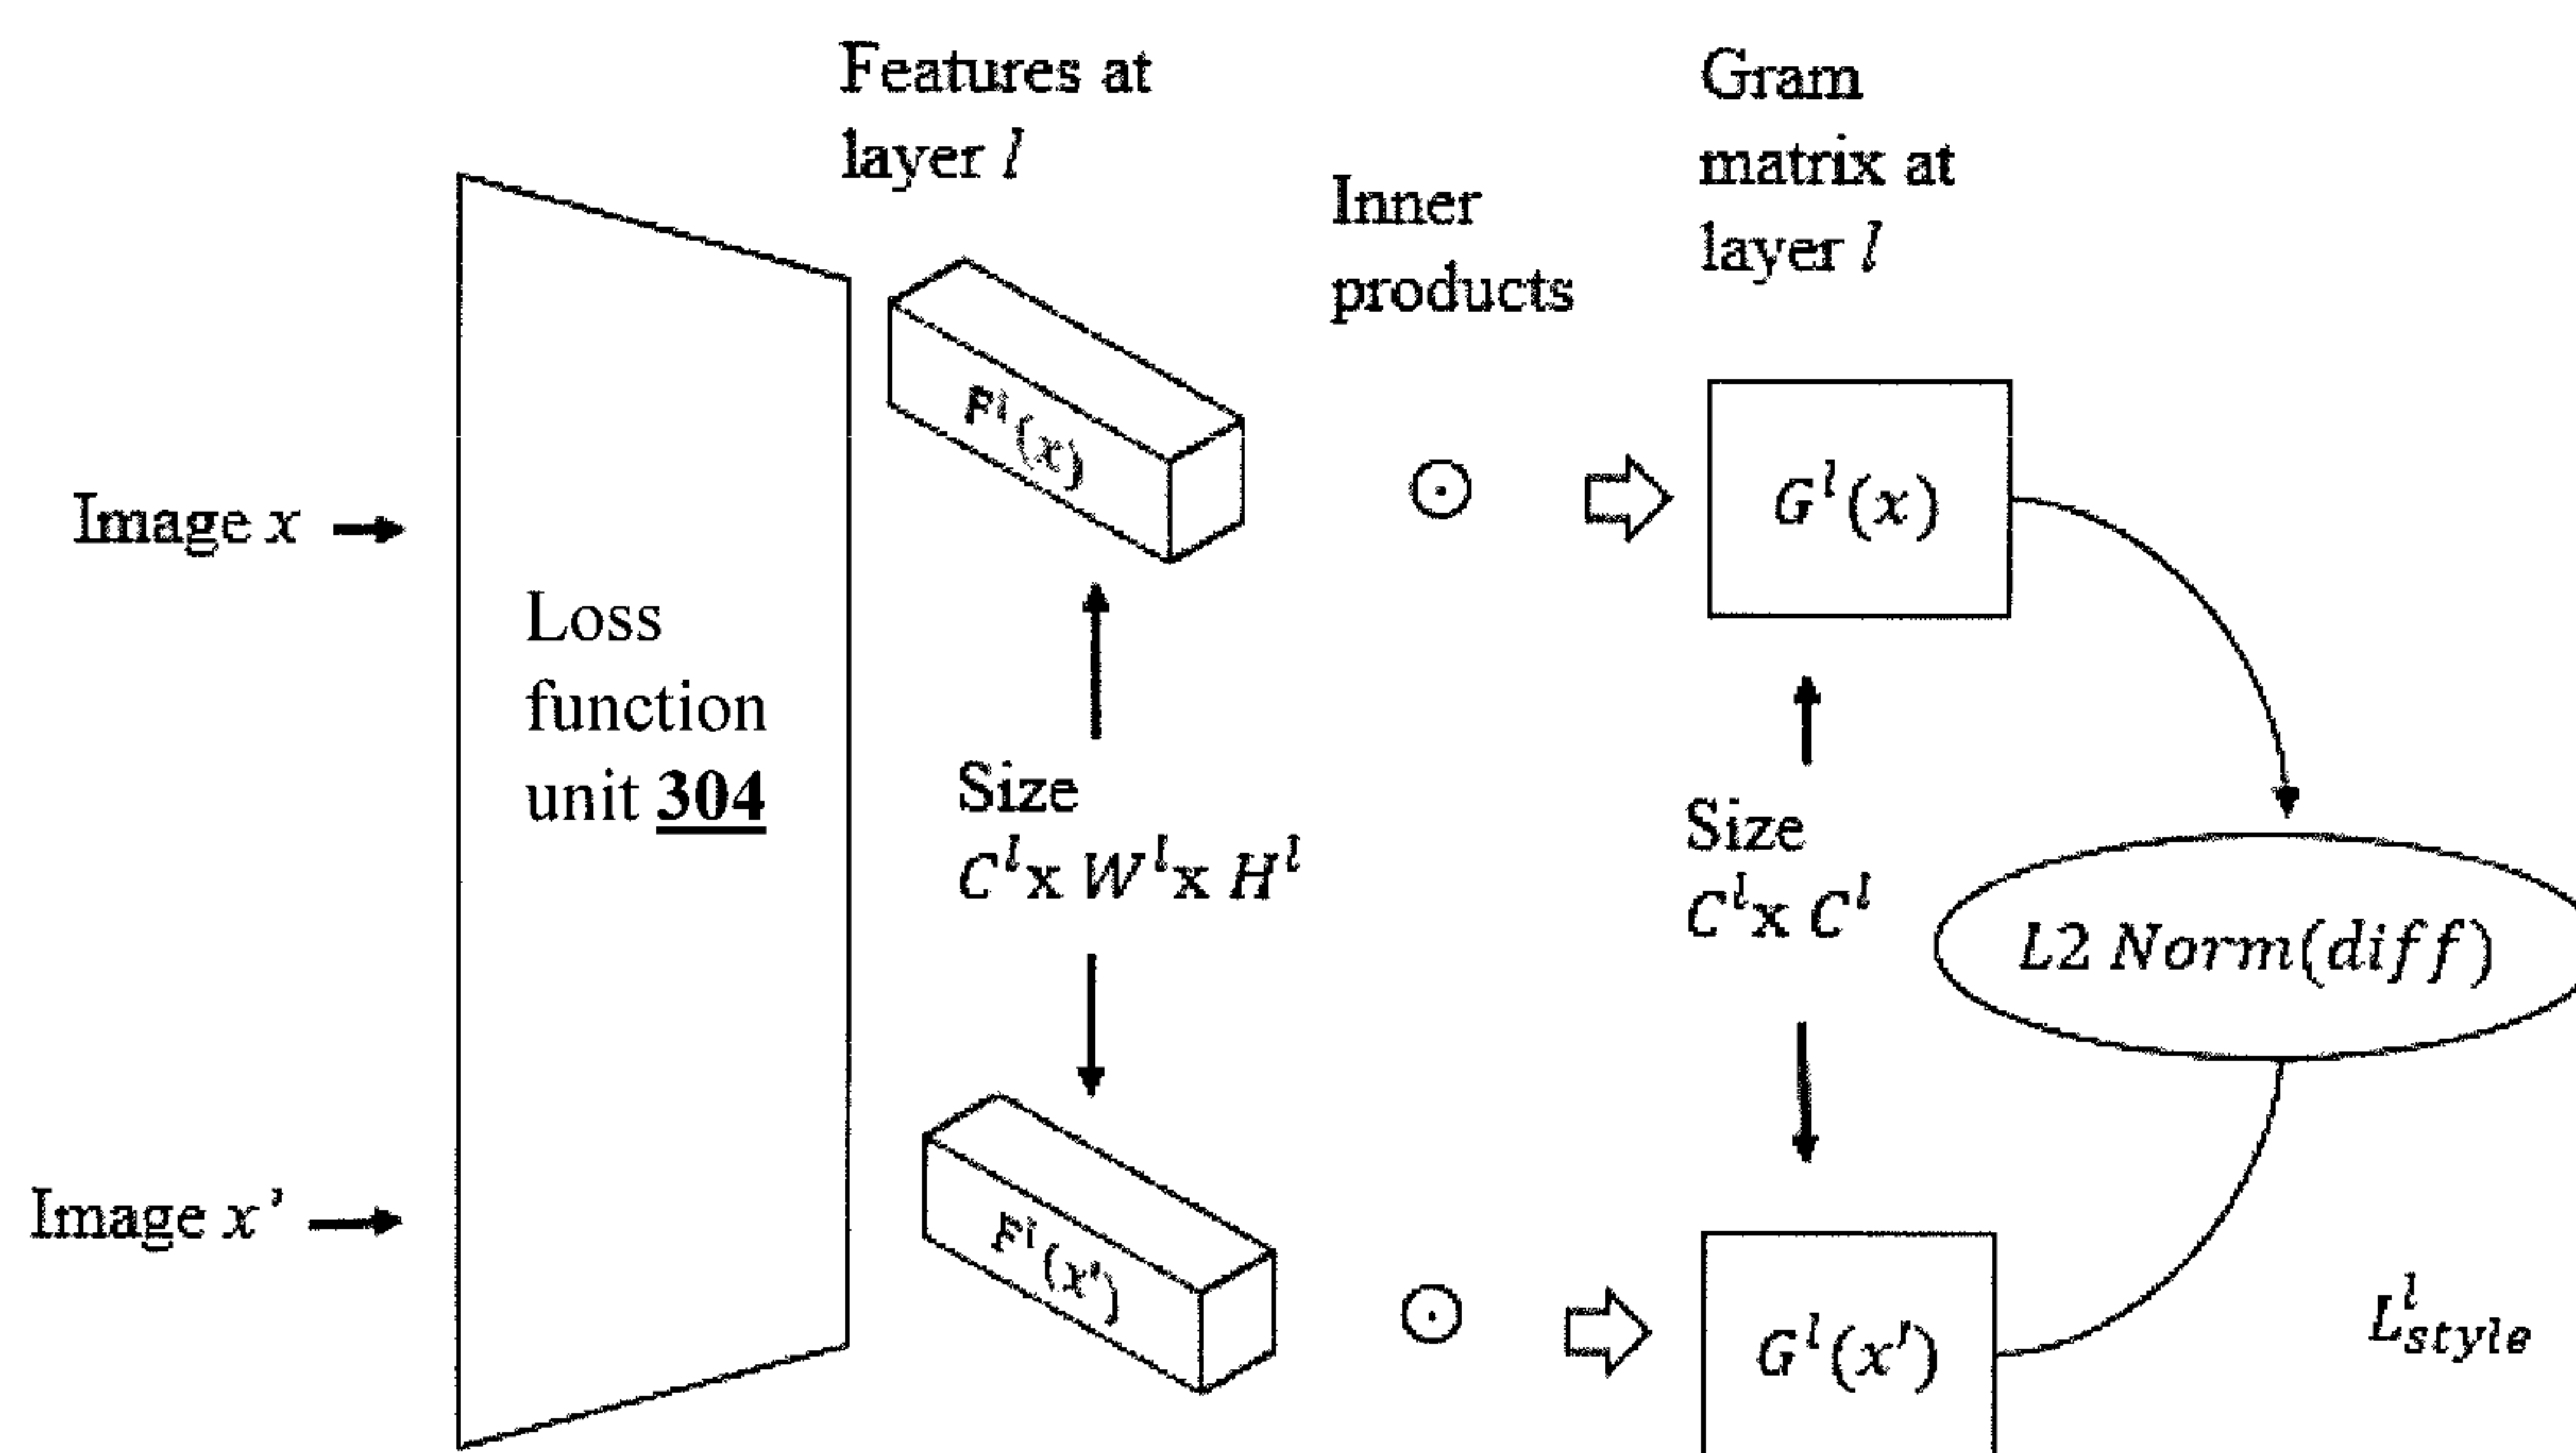 Features at
layer l
Inner
products
Gram
matrix at
layer l
Image x
Loss
function
unit 304
F^l(x)
G^l(x)
Size
C^l x W^l x H^l
Size
C^l x C^l
L2 Norm(diff)
Image x'
F^l(x')
G^l(x')
L^l_style